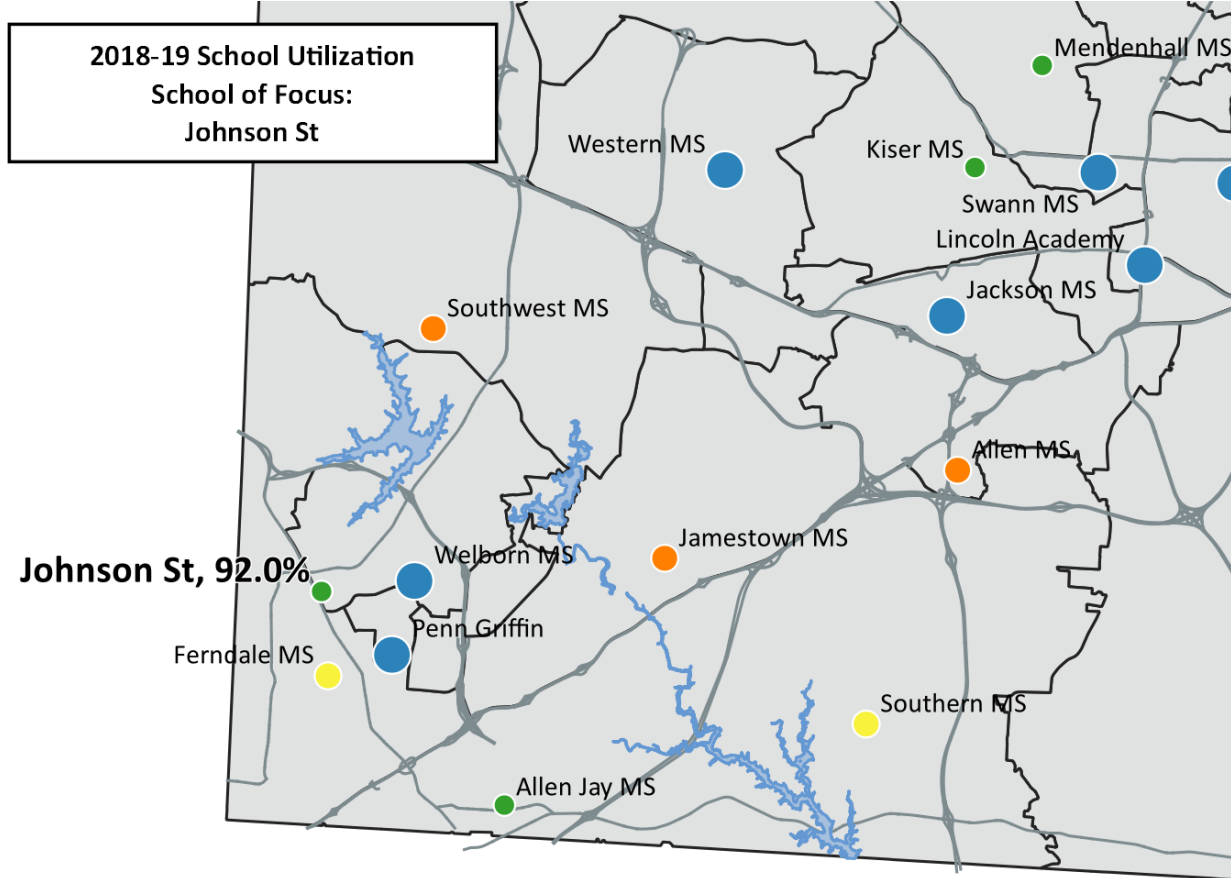 2018-19 School Utilization
School of Focus:
Johnson St
Mendenhall MS
Western MS
Kiser MS
Swann MS
Lincoln Academy
Jackson MS
Southwest MS
Allen MS
Jamestown MS
Welborn MS
Johnson St, 92.0%
Penn Griffin
Ferndale MS
Southern MS
Allen Jay MS